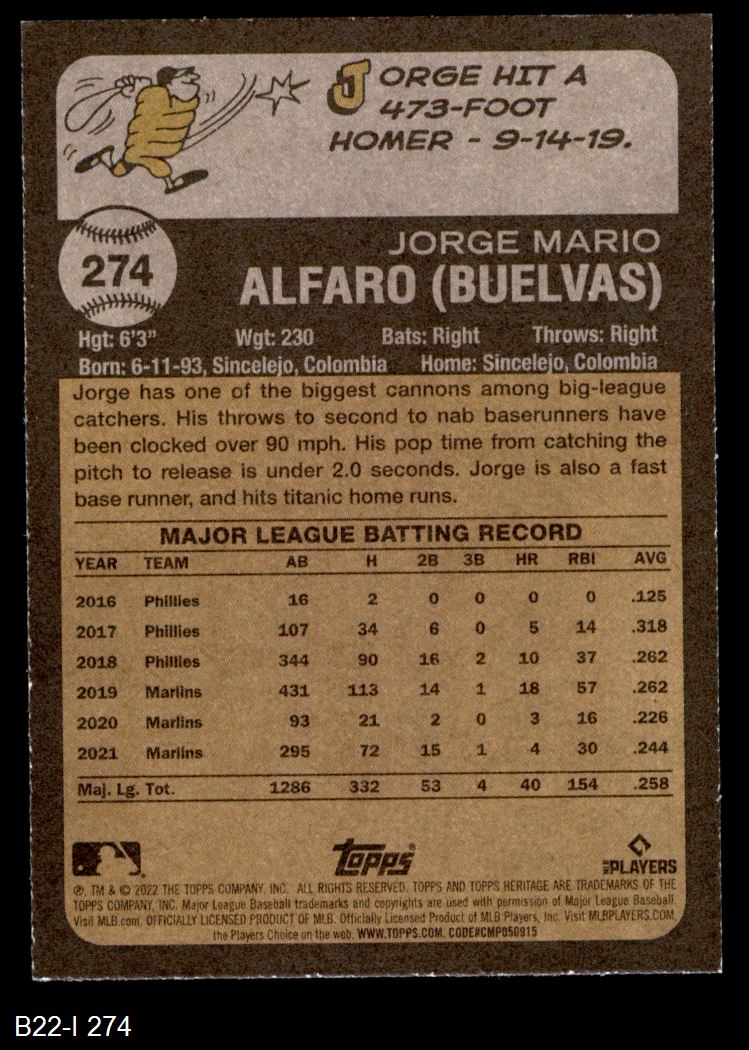 JORGE HIT A
473-FOOT
HOMER - 9-14-19.
274
JORGE MARIO
ALFARO (BUELVAS)
Hgt: 6'3" Wgt: 230 Bats: Right Throws: Right
Born: 6-11-93, Sincelejo, Colombia Home: Sincelejo, Colombia
Jorge has one of the biggest cannons among big-league
catchers. His throws to second to nab baserunners have
been clocked over 90 mph. His pop time from catching the
pitch to release is under 2.0 seconds. Jorge is also a fast
base runner, and hits titanic home runs.
MAJOR LEAGUE BATTING RECORD
YEAR TEAM AB H 2B 3B HR RBI AVG
2016 Phillies 16 2 0 0 0 0 .125
2017 Phillies 107 34 6 0 5 14 .318
2018 Phillies 344 90 16 2 10 37 .262
2019 Marlins 431 113 14 1 18 57 .262
2020 Marlins 93 21 2 0 3 16 .226
2021 Marlins 295 72 15 1 4 30 .244
Maj. Lg. Tot. 1286 332 53 4 40 154 .258
Topps
MLB PLAYERS
℗, TM & © 2022 THE TOPPS COMPANY, INC. ALL RIGHTS RESERVED. TOPPS AND TOPPS HERITAGE ARE TRADEMARKS OF THE
TOPPS COMPANY, INC. Major League Baseball trademarks and copyrights are used with permission of Major League Baseball.
Visit MLB.com. OFFICIALLY LICENSED PRODUCT OF MLB. Officially Licensed Product of MLB Players, Inc. Visit MLBPLAYERS.COM,
the Players Choice on the web. WWW.TOPPS.COM. CODE#CMP050915
B22-I 274